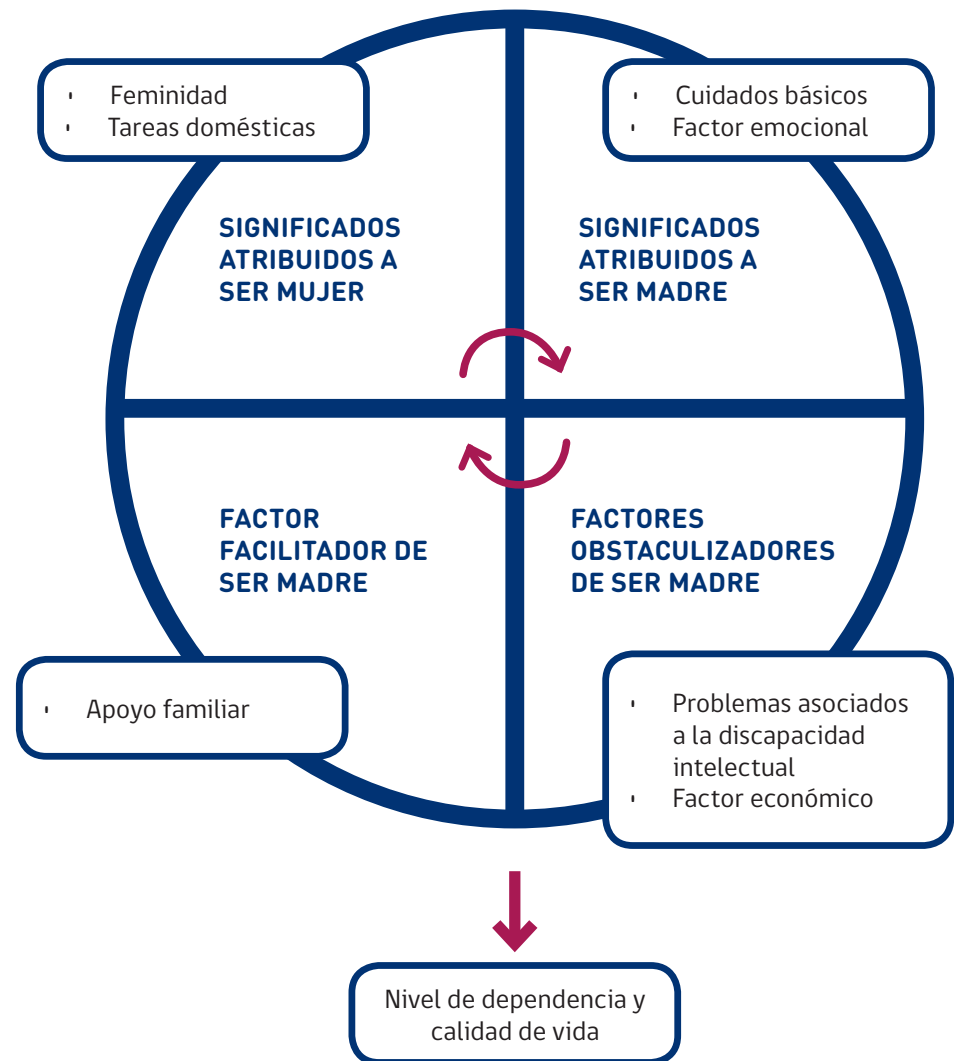 · Feminidad
· Tareas domésticas
· Cuidados básicos
· Factor emocional
SIGNIFICADOS
ATRIBUIDOS A
SER MUJER
SIGNIFICADOS
ATRIBUIDOS A
SER MADRE
FACTOR
FACILITADOR DE
SER MADRE
FACTORES
OBSTACULIZADORES
DE SER MADRE
· Apoyo familiar
· Problemas asociados
a la discapacidad
intelectual
· Factor económico
Nivel de dependencia y
calidad de vida